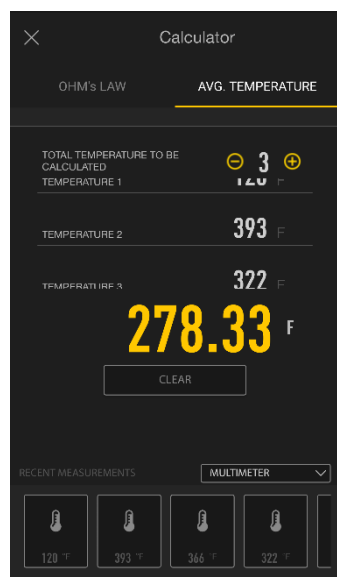 Calculator
OHM's LAW
AVG. TEMPERATURE
TOTAL TEMPERATURE TO BE
CALCULATED
3
TEMPERATURE 1
120 F
TEMPERATURE 2
393 F
TEMPERATURE 3
322 F
278.33 F
CLEAR
RECENT MEASUREMENTS
MULTIMETER
120 °F
393 °F
366 °F
322 °F